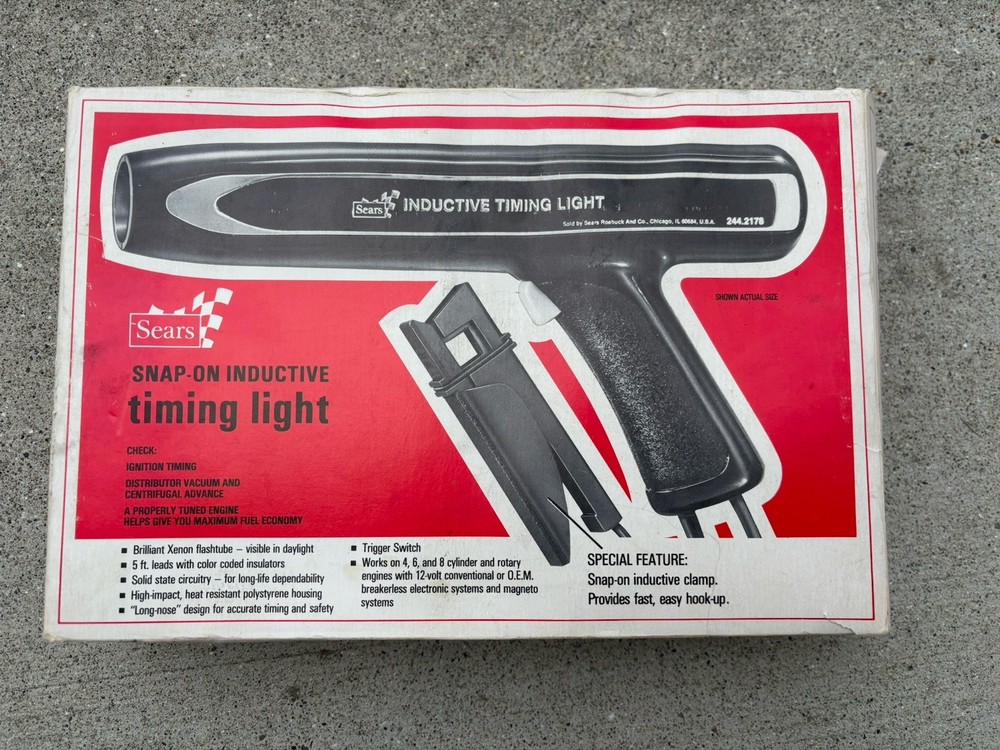 Sears INDUCTIVE TIMING LIGHT
Sold by Sears Roebuck And Co., Chicago, IL 60684, U.S.A. 244.2178
SHOWN ACTUAL SIZE
Sears
SNAP-ON INDUCTIVE
timing light
CHECK:
IGNITION TIMING
DISTRIBUTOR VACUUM AND
CENTRIFUGAL ADVANCE
A PROPERLY TUNED ENGINE
HELPS GIVE YOU MAXIMUM FUEL ECONOMY
■ Brilliant Xenon flashtube – visible in daylight
■ 5 ft. leads with color coded insulators
■ Solid state circuitry – for long-life dependability
■ High-impact, heat resistant polystyrene housing
■ "Long-nose" design for accurate timing and safety
■ Trigger Switch
■ Works on 4, 6, and 8 cylinder and rotary
engines with 12-volt conventional or O.E.M.
breakerless electronic systems and magneto
systems
SPECIAL FEATURE:
Snap-on inductive clamp.
Provides fast, easy hook-up.